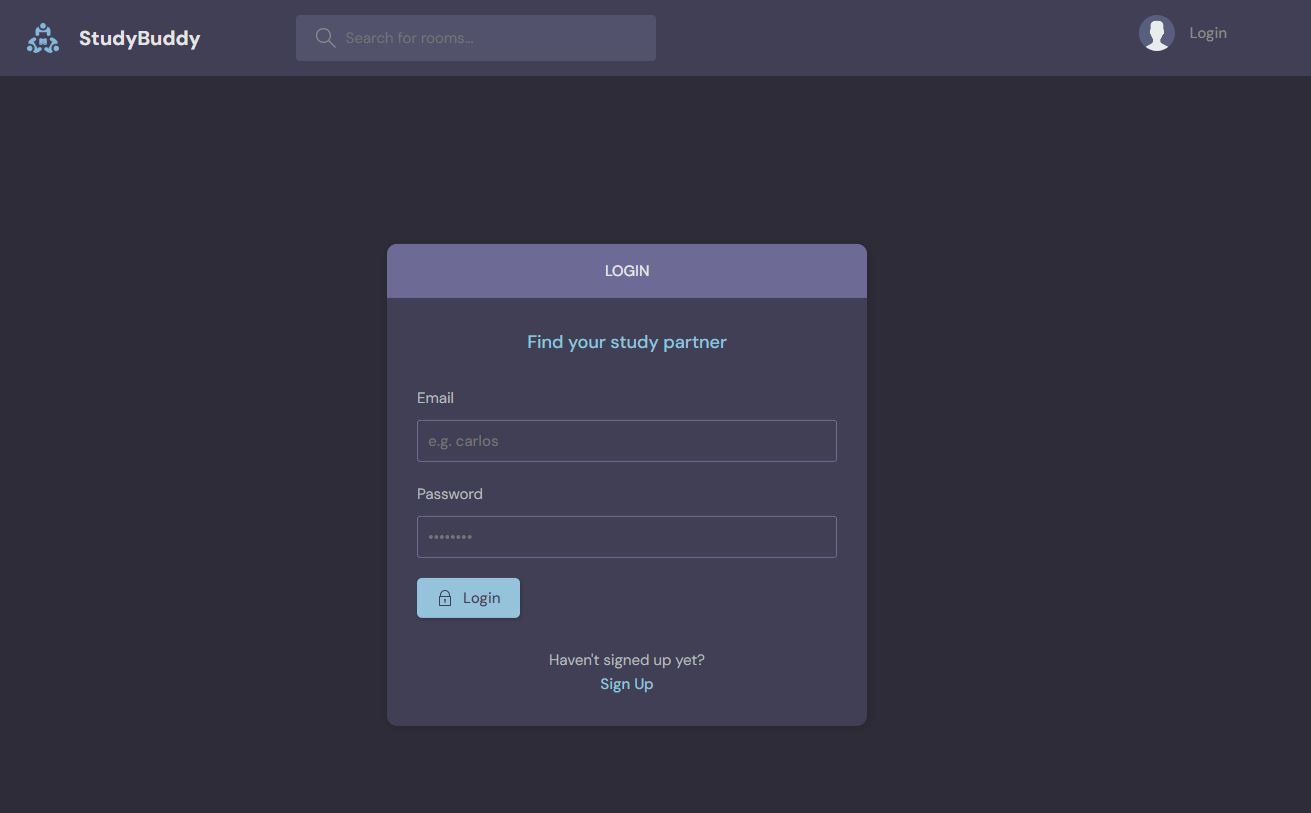 StudyBuddy
Search for rooms...
Login
LOGIN
Find your study partner
Email
e.g. carlos
Password
••••••••
Login
Haven't signed up yet?
Sign Up